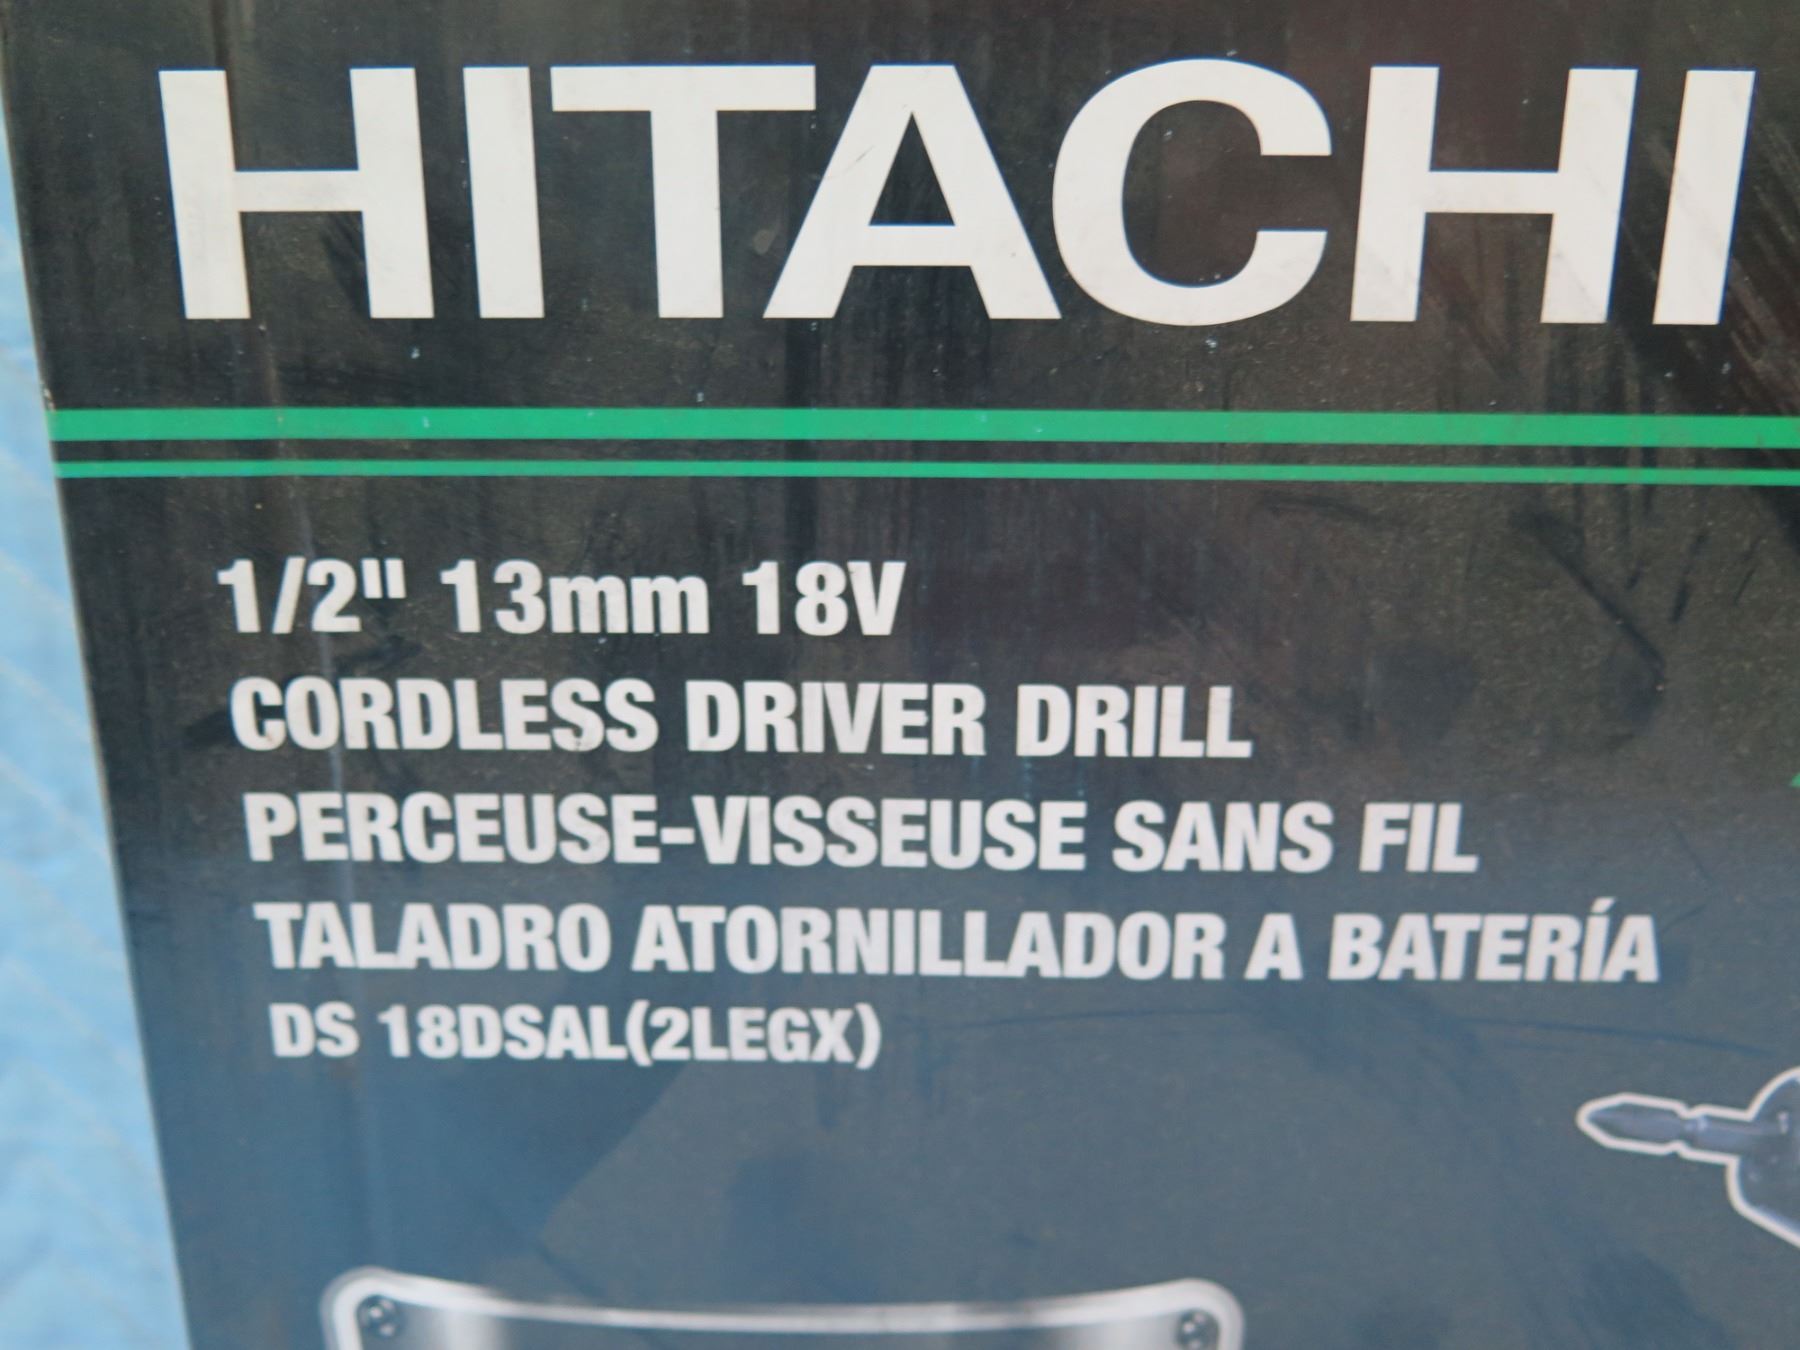 HITACHI
1/2" 13mm 18V
CORDLESS DRIVER DRILL
PERCEUSE-VISSEUSE SANS FIL
TALADRO ATORNILLADOR A BATERÍA
DS 18DSAL(2LEGX)